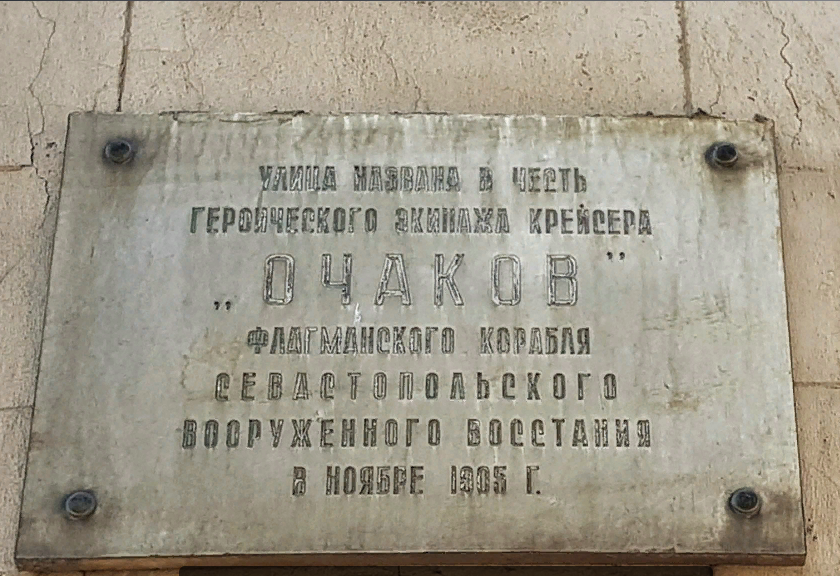 УЛИЦА НАЗВАНА В ЧЕСТЬ
ГЕРОИЧЕСКОГО ЭКИПАЖА КРЕЙСЕРА
„ОЧАКОВ”
ФЛАГМАНСКОГО КОРАБЛЯ
СЕВАСТОПОЛЬСКОГО
ВООРУЖЕННОГО ВОССТАНИЯ
В НОЯБРЕ 1905 Г.